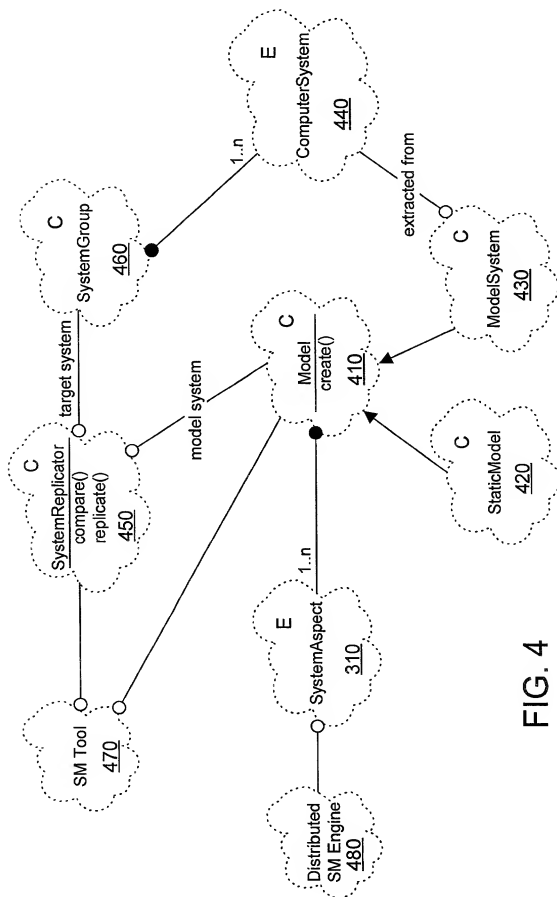 SM Tool
470
C
SystemReplicator
compare()
replicate()
450
target system
C
SystemGroup
460
1..n
E
ComputerSystem
440
extracted from
model system
C
Model
create()
410
C
ModelSystem
430
C
StaticModel
420
1..n
E
SystemAspect
310
Distributed
SM Engine
480
FIG. 4